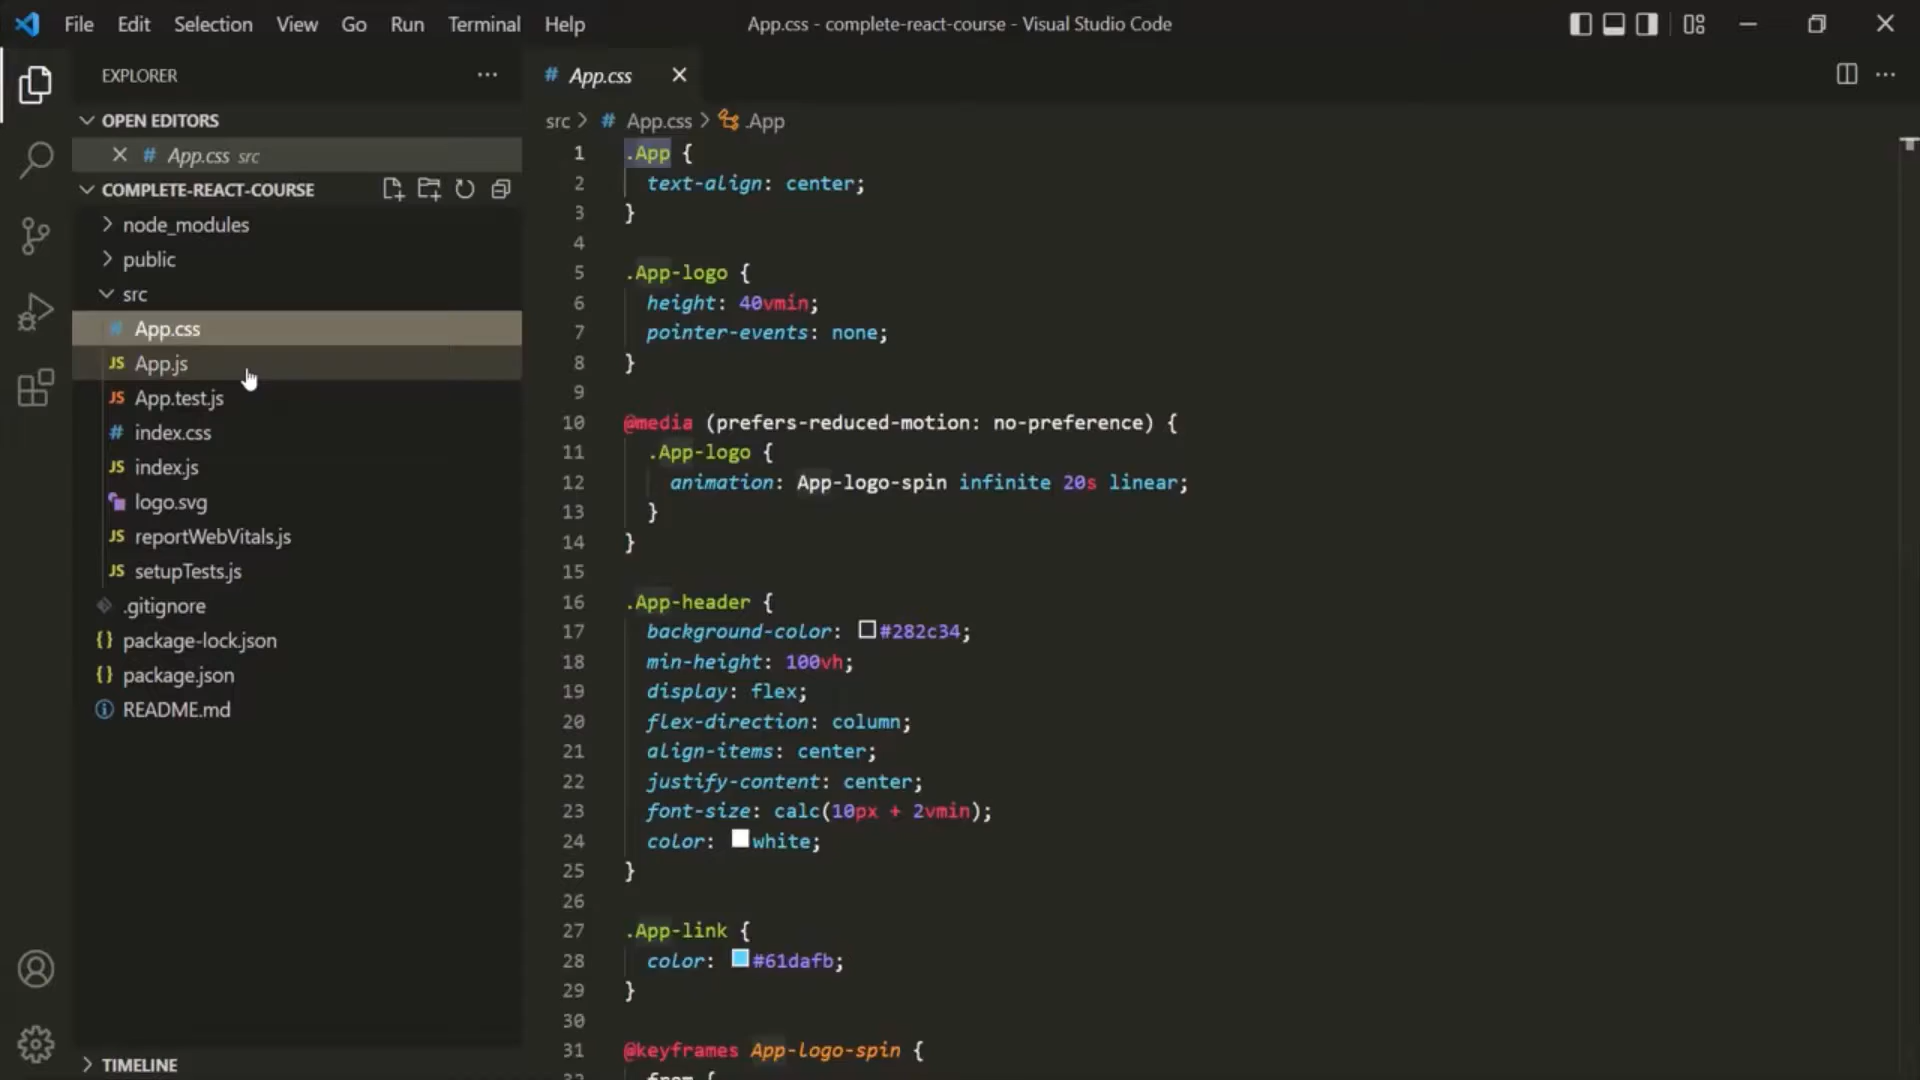 File Edit Selection View Go Run Terminal Help
App.css - complete-react-course - Visual Studio Code
EXPLORER
OPEN EDITORS
# App.css src
COMPLETE-REACT-COURSE
node_modules
public
src
# App.css
JS App.js
JS App.test.js
# index.css
JS index.js
logo.svg
JS reportWebVitals.js
JS setupTests.js
.gitignore
{} package-lock.json
{} package.json
README.md
TIMELINE
# App.css
src > # App.css > .App
1 .App {
2 text-align: center;
3 }
4
5 .App-logo {
6 height: 40vmin;
7 pointer-events: none;
8 }
9
10 @media (prefers-reduced-motion: no-preference) {
11 .App-logo {
12 animation: App-logo-spin infinite 20s linear;
13 }
14 }
15
16 .App-header {
17 background-color: #282c34;
18 min-height: 100vh;
19 display: flex;
20 flex-direction: column;
21 align-items: center;
22 justify-content: center;
23 font-size: calc(10px + 2vmin);
24 color: white;
25 }
26
27 .App-link {
28 color: #61dafb;
29 }
30
31 @keyframes App-logo-spin {
32 from {